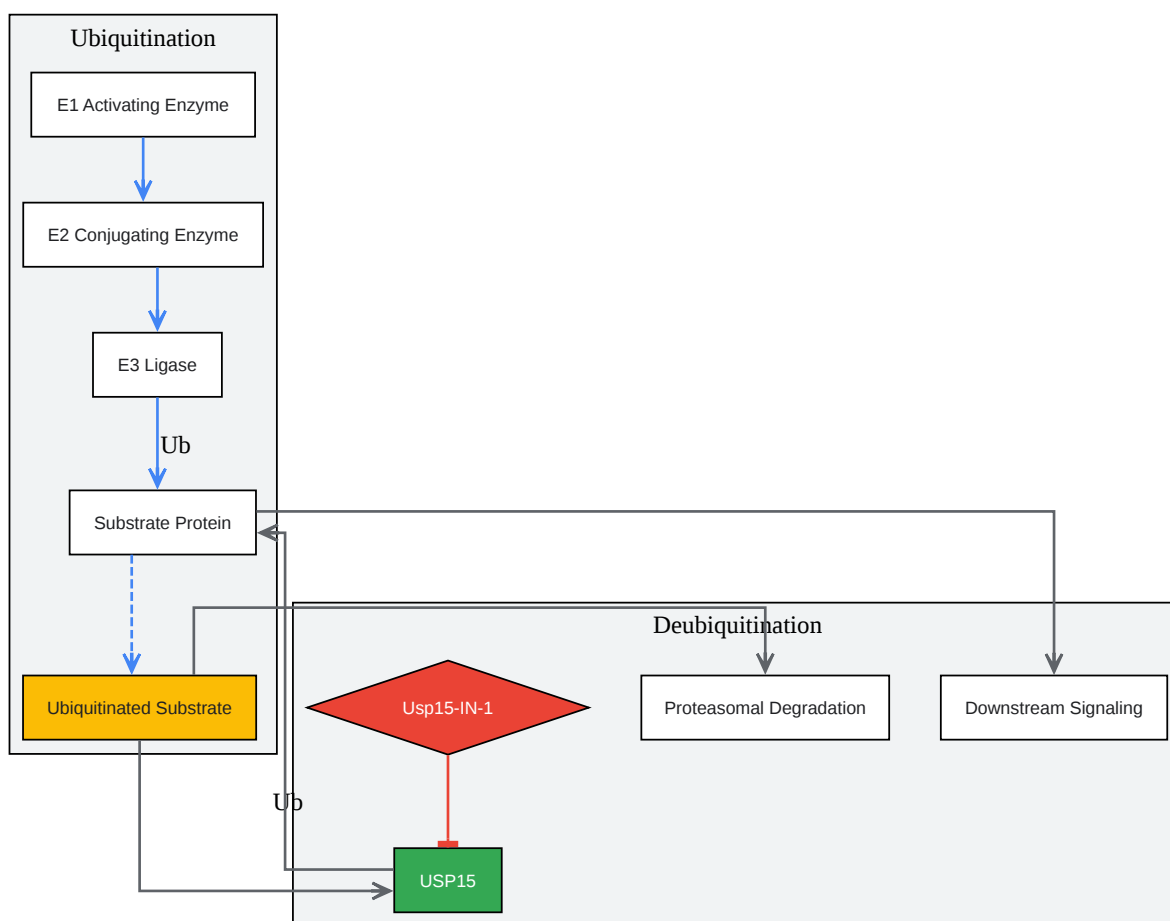 Ubiquitination
E1 Activating Enzyme
E2 Conjugating Enzyme
E3 Ligase
Ub
Substrate Protein
Deubiquitination
Ubiquitinated Substrate
Usp15-IN-1
Proteasomal Degradation
Downstream Signaling
Ub
USP15